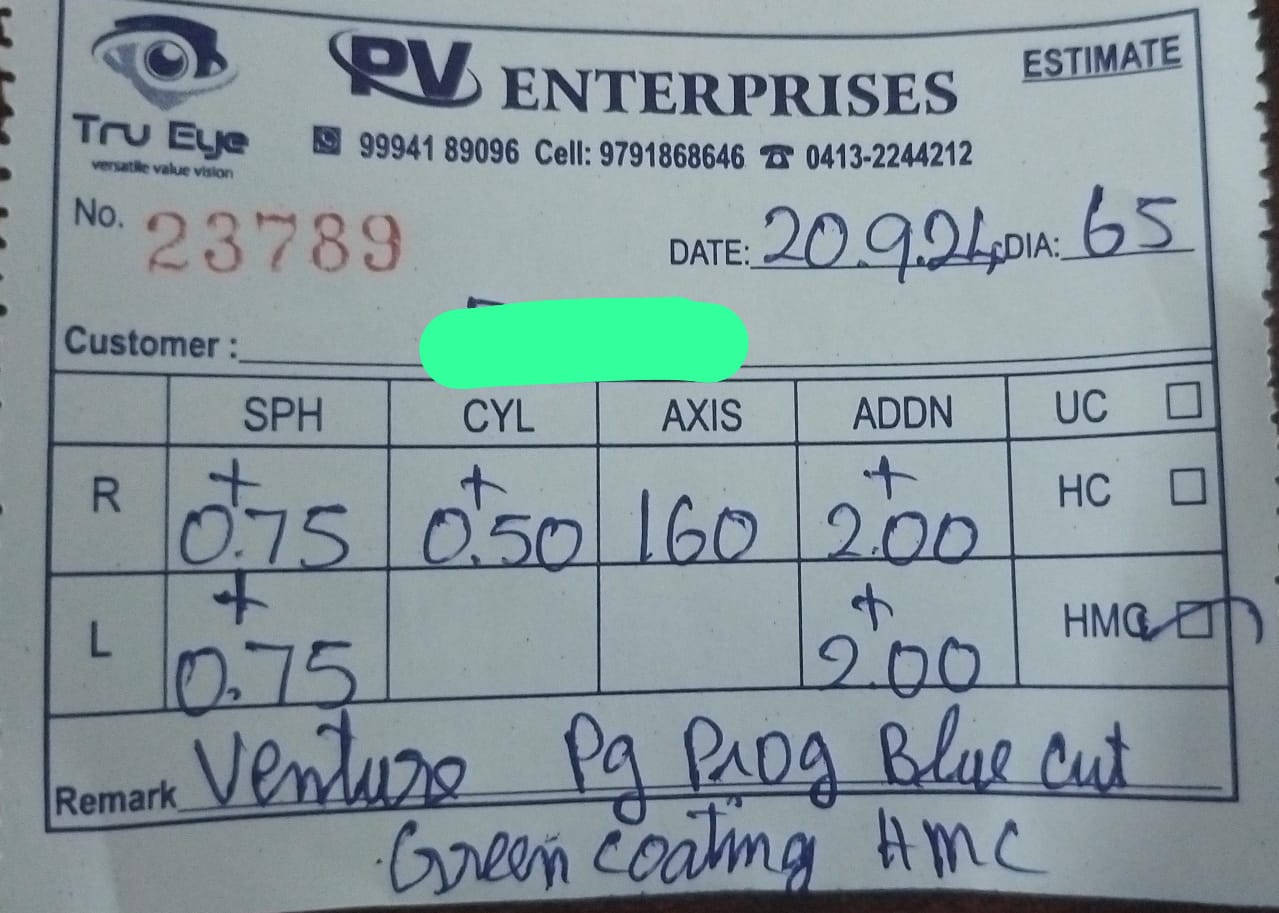 Tru Eye
versatile value vision
PV ENTERPRISES
ESTIMATE
99941 89096 Cell: 9791868646 ☎ 0413-2244212
No. 23789
DATE: 20.9.24 DIA: 65
Customer :
SPH CYL AXIS ADDN UC
R +0.75 +0.50 160 +2.00 HC
L +0.75 +2.00 HMC
Remark Venturo Pg Prog Blue cut
Green coating HMC